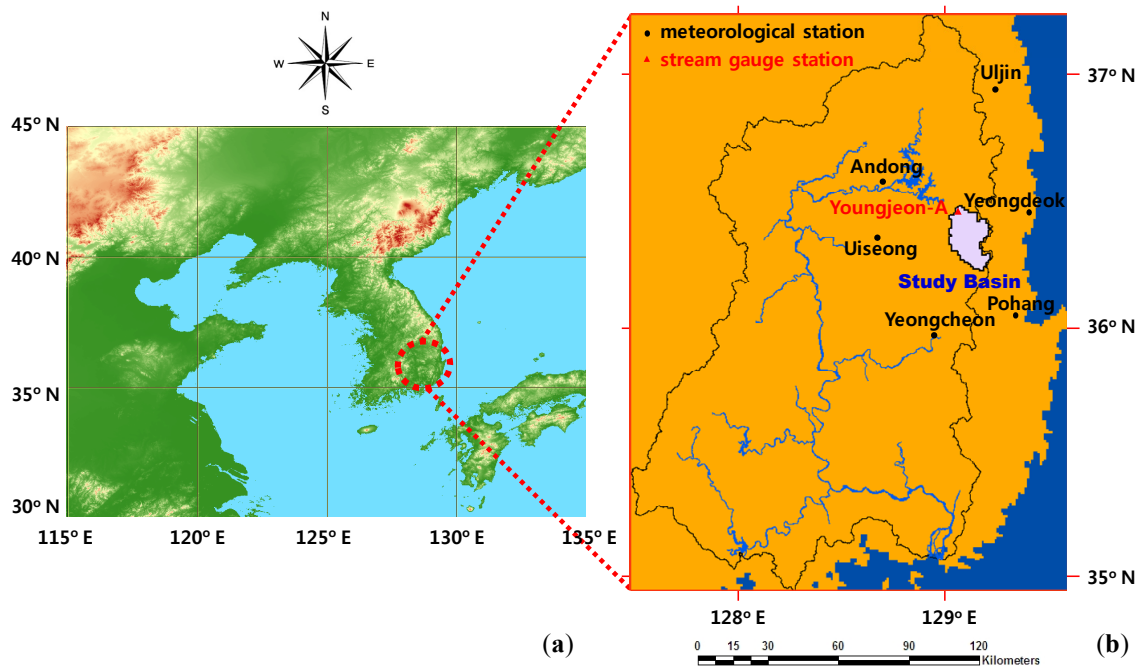 N
W E
S
45° N
40° N
35° N
30° N
115° E 120° E 125° E 130° E 135° E
(a)
meteorological station
stream gauge station
Uljin
Andong
Youngjeon-A
Yeongdeok
Uiseong
Study Basin
Pohang
Yeongcheon
37° N
36° N
35° N
128° E 129° E
(b)
0 15 30 60 90 120
Kilometers